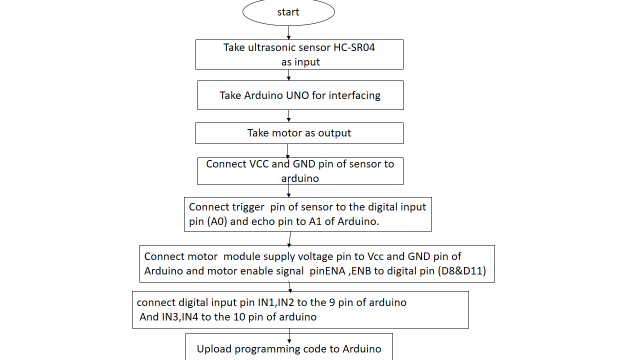 start
Take ultrasonic sensor HC-SR04
as input
Take Arduino UNO for interfacing
Take motor as output
Connect VCC and GND pin of sensor to
arduino
Connect trigger  pin of sensor to the digital input
pin (A0) and echo pin to A1 of Arduino.
Connect motor  module supply voltage pin to Vcc and GND pin of
Arduino and motor enable signal  pinENA ,ENB to digital pin (D8&D11)
connect digital input pin IN1,IN2 to the 9 pin of arduino
And IN3,IN4 to the 10 pin of arduino
Upload programming code to Arduino